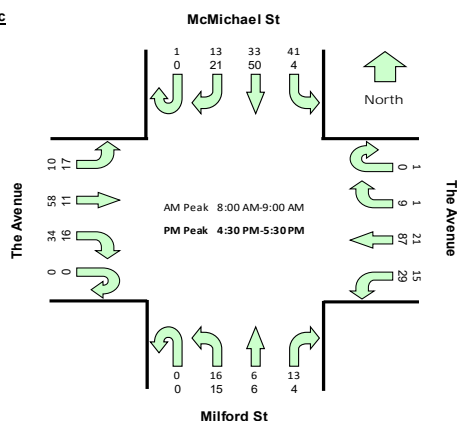 c
McMichael St
1 13 33 41
0 21 50 4
North
10 17
58 11
34 16
0 0
The Avenue
AM Peak 8:00 AM-9:00 AM
PM Peak 4:30 PM-5:30 PM
0 1
9 1
87 21
29 15
The Avenue
0 16 6 13
0 15 6 4
Milford St